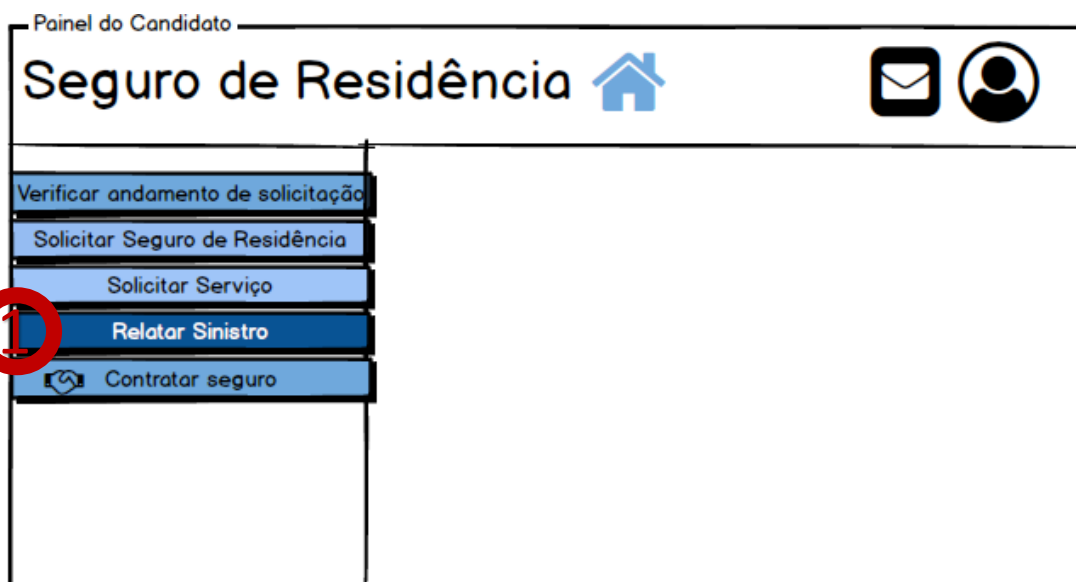 Painel do Candidato
Seguro de Residência
Verificar andamento de solicitação
Solicitar Seguro de Residência
Solicitar Serviço
1
Relatar Sinistro
Contratar seguro